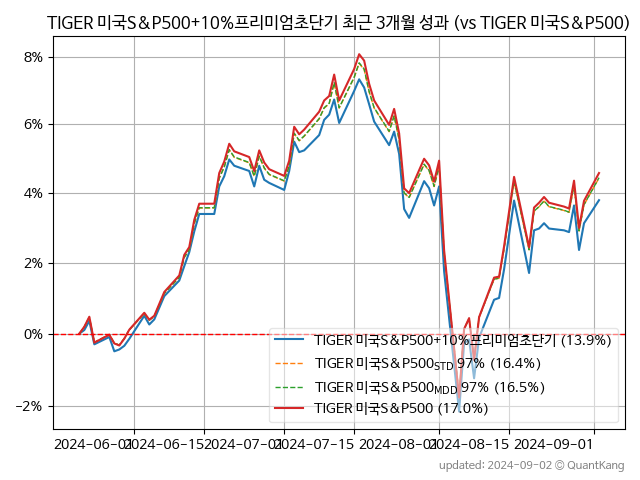 TIGER 미국S&P500+10%프리미엄초단기 최근 3개월 성과 (vs TIGER 미국S&P500)
8%
6%
4%
2%
0%
−2%
TIGER 미국S&P500+10%프리미엄초단기 (13.9%)
TIGER 미국S&P500STD 97% (16.4%)
TIGER 미국S&P500MDD 97% (16.5%)
TIGER 미국S&P500 (17.0%)
2024-06-01 2024-06-15 2024-07-01 2024-07-15 2024-08-01 2024-08-15 2024-09-01
updated: 2024-09-02 © QuantKang